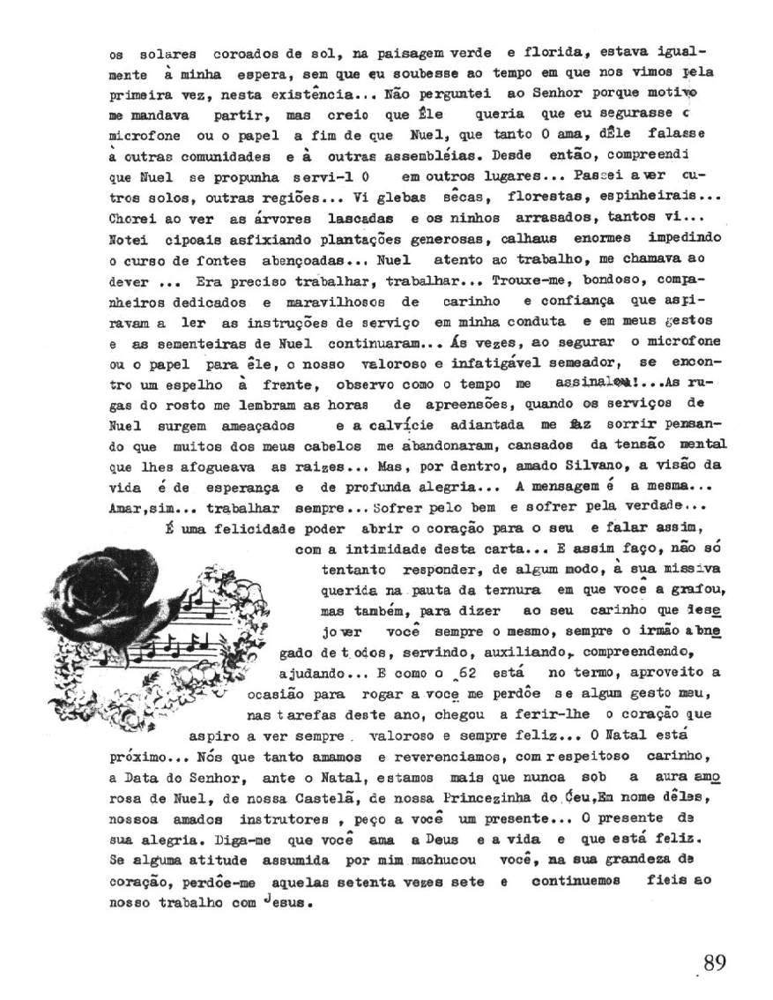 os solares coroados de sol, na paisagem verde e florida, estava igual-
mente à minha espera, sem que eu soubesse ao tempo em que nos vimos pela
primeira vez, nesta existência... Não perguntei ao Senhor porque motivo
me mandava partir, mas creio que Êle queria que eu segurasse o
microfone ou o papel a fim de que Nuel, que tanto O ama, dÊle falasse
à outras comunidades e à outras assembléias. Desde então, compreendi
que Nuel se propunha servi-l O em outros lugares... Passei a ver ou-
tros solos, outras regiões... Vi glebas sêcas, florestas, espinheirais...
Chorei ao ver as árvores lascadas e os ninhos arrasados, tantos vi...
Notei cipoais asfixiando plantações generosas, calhaus enormes impedindo
o curso de fontes abençoadas... Nuel atento ao trabalho, me chamava ao
dever ... Era preciso trabalhar, trabalhar... Trouxe-me, bondoso, compa-
nheiros dedicados e maravilhosos de carinho e confiança que aspi-
ravam a ler as instruções de serviço em minha conduta e em meus gestos
e as sementeiras de Nuel continuaram... Ás vezes, ao segurar o microfone
ou o papel para êle, o nosso valoroso e infatigável semeador, se encon-
tro um espelho à frente, observo como o tempo me assinalou!...As ru-
gas do rosto me lembram as horas de apreensões, quando os serviços de
Nuel surgem ameaçados e a calvície adiantada me faz sorrir pensan-
do que muitos dos meus cabelos me abandonaram, cansados da tensão mental
que lhes afogueava as raizes... Mas, por dentro, amado Silvano, a visão da
vida é de esperança e de profunda alegria... A mensagem é a mesma...
Amar,sim... trabalhar sempre... Sofrer pelo bem e sofrer pela verdade...
É uma felicidade poder abrir o coração para o seu e falar assim,
com a intimidade desta carta... E assim faço, não só
tentanto responder, de algum modo, à sua missiva
querida na pauta da ternura em que você a grafou,
mas também, para dizer ao seu carinho que dese
jo ver você sempre o mesmo, sempre o irmão abne
gado de todos, servindo, auxiliando, compreendendo,
ajudando... E como o 62 está no termo, aproveito a
ocasião para rogar a você me perdôe se algum gesto meu,
nas tarefas deste ano, chegou a ferir-lhe o coração que
aspiro a ver sempre valoroso e sempre feliz... O Natal está
próximo... Nós que tanto amamos e reverenciamos, com respeitoso carinho,
a Data do Senhor, ante o Natal, estamos mais que nunca sob a aura amo
rosa de Nuel, de nossa Castelã, de nossa Princezinha do Céu,Em nome dêles,
nossos amados instrutores , peço a você um presente... O presente de
sua alegria. Diga-me que você ama a Deus e a vida e que está feliz.
Se alguma atitude assumida por mim machucou você, na sua grandeza de
coração, perdôe-me aquelas setenta vezes sete e continuemos fieis ao
nosso trabalho com Jesus.
89